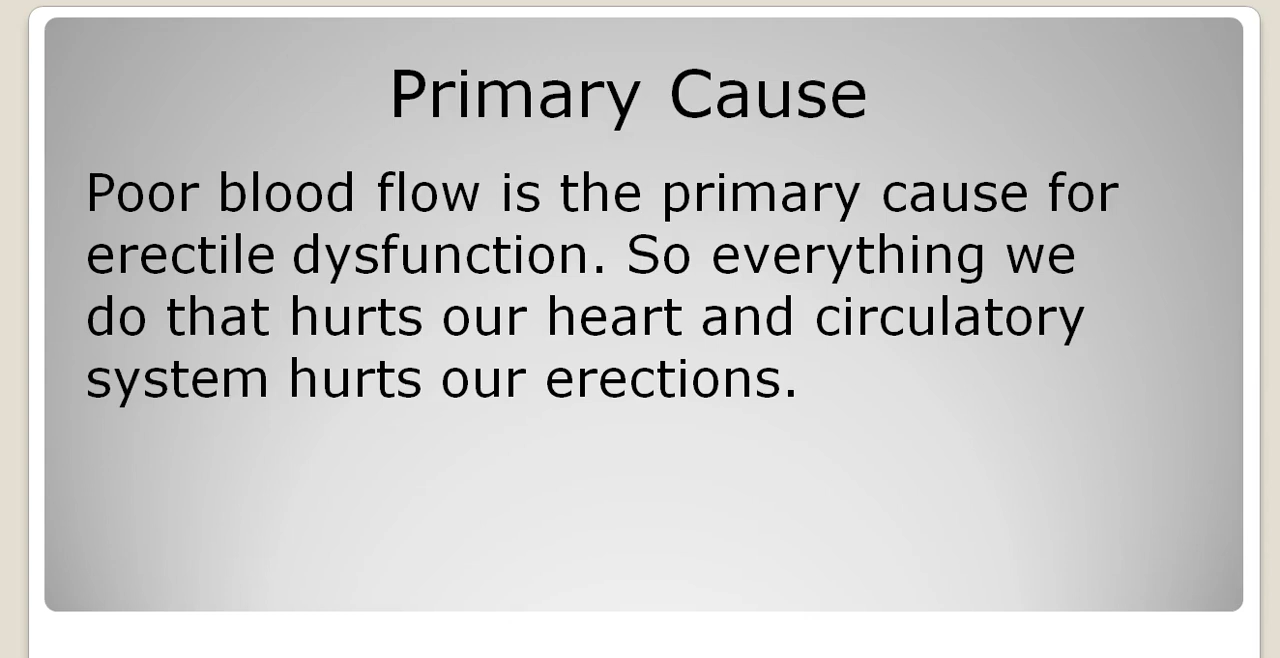 Primary Cause
Poor blood flow is the primary cause for
erectile dysfunction. So everything we
do that hurts our heart and circulatory
system hurts our erections.